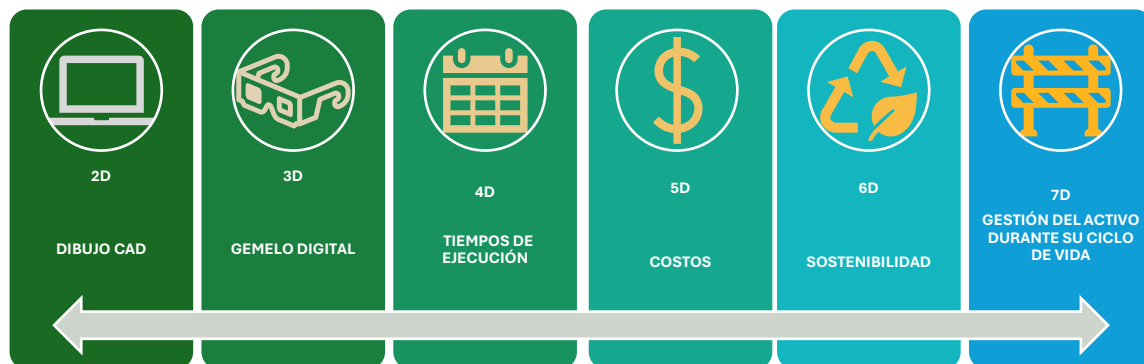 2D
DIBUJO CAD
3D
GEMELO DIGITAL
4D
TIEMPOS DE
EJECUCIÓN
5D
COSTOS
6D
SOSTENIBILIDAD
7D
GESTIÓN DEL ACTIVO
DURANTE SU CICLO
DE VIDA